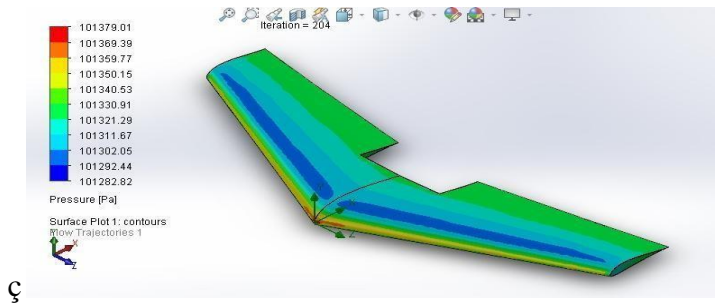 Iteration = 204
101379.01
101369.39
101359.77
101350.15
101340.53
101330.91
101321.29
101311.67
101302.05
101292.44
101282.82
Pressure [Pa]
Surface Plot 1: contours
Flow Trajectories 1
Y
X
Z
Z
ç